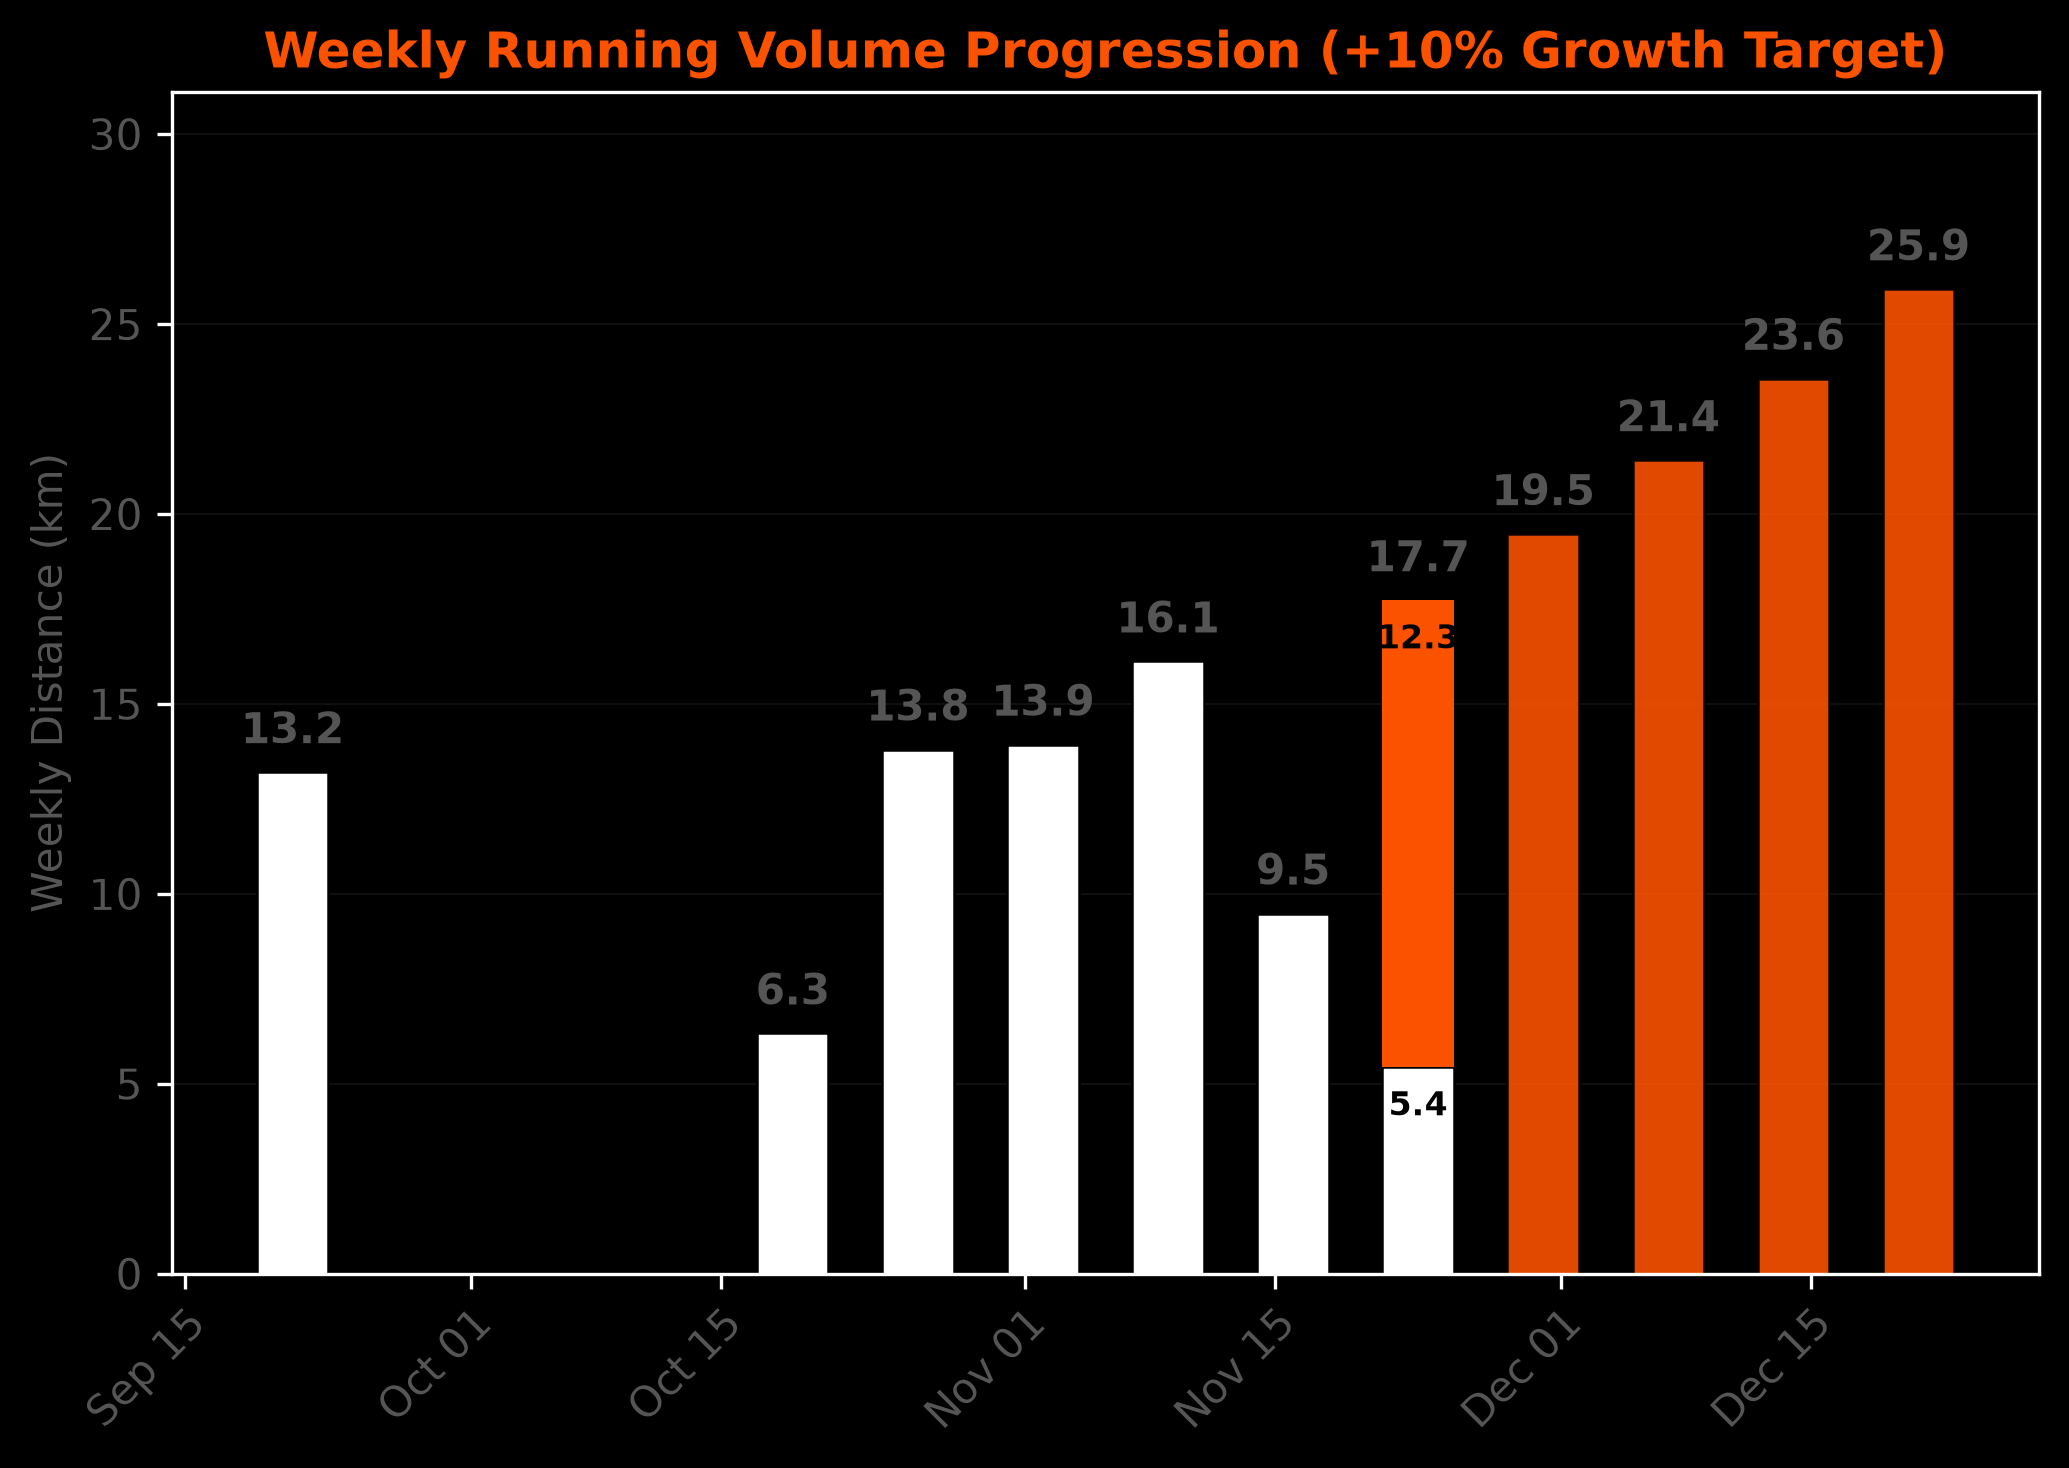 Weekly Running Volume Progression (+10% Growth Target)
Weekly Distance (km)
30
25
20
15
10
5
0
13.2
6.3
13.8
13.9
16.1
9.5
17.7
12.3
5.4
19.5
21.4
23.6
25.9
Sep 15
Oct 01
Oct 15
Nov 01
Nov 15
Dec 01
Dec 15